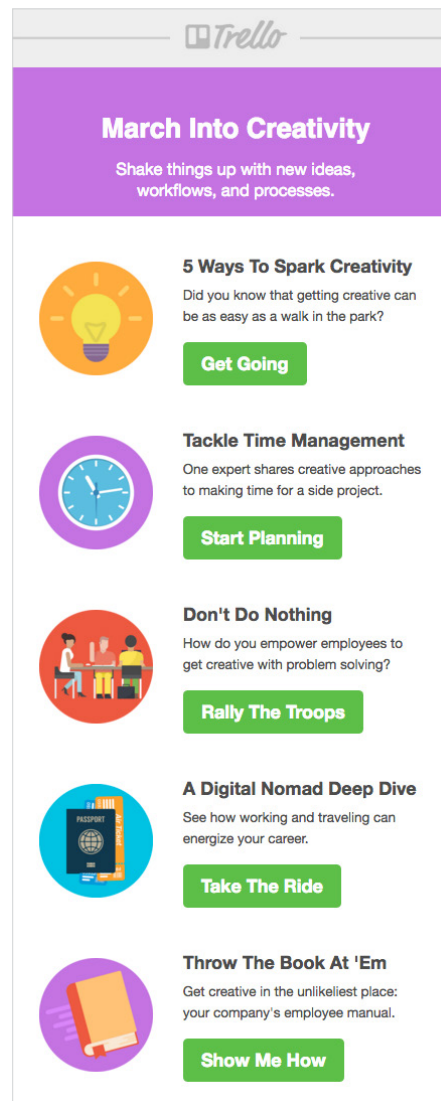 Trello
March Into Creativity
Shake things up with new ideas,
workflows, and processes.
5 Ways To Spark Creativity
Did you know that getting creative can
be as easy as a walk in the park?
Get Going
Tackle Time Management
One expert shares creative approaches
to making time for a side project.
Start Planning
Don't Do Nothing
How do you empower employees to
get creative with problem solving?
Rally The Troops
A Digital Nomad Deep Dive
See how working and traveling can
energize your career.
PASSPORT
Air Ticket
Take The Ride
Throw The Book At 'Em
Get creative in the unlikeliest place:
your company's employee manual.
Show Me How